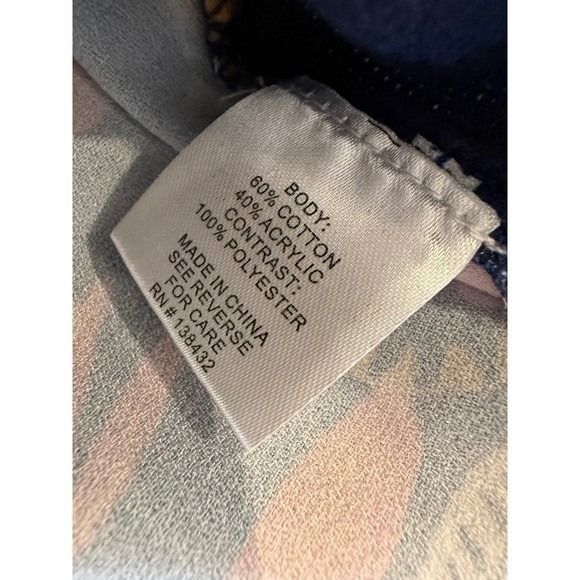 BODY:
60% COTTON
40% ACRYLIC
CONTRAST:
100% POLYESTER
MADE IN CHINA
SEE REVERSE
FOR CARE
RN# 138432